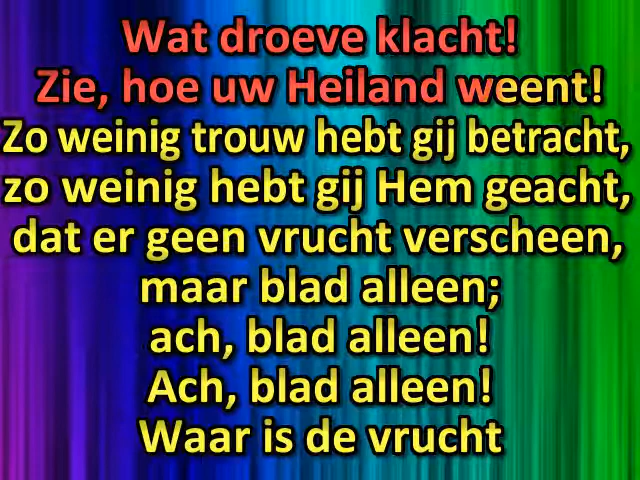 Wat droeve klacht!
Zie, hoe uw Heiland weent!
Zo weinig trouw hebt gij betracht,
zo weinig hebt gij Hem geacht,
dat er geen vrucht verscheen,
maar blad alleen;
ach, blad alleen!
Ach, blad alleen!
Waar is de vrucht